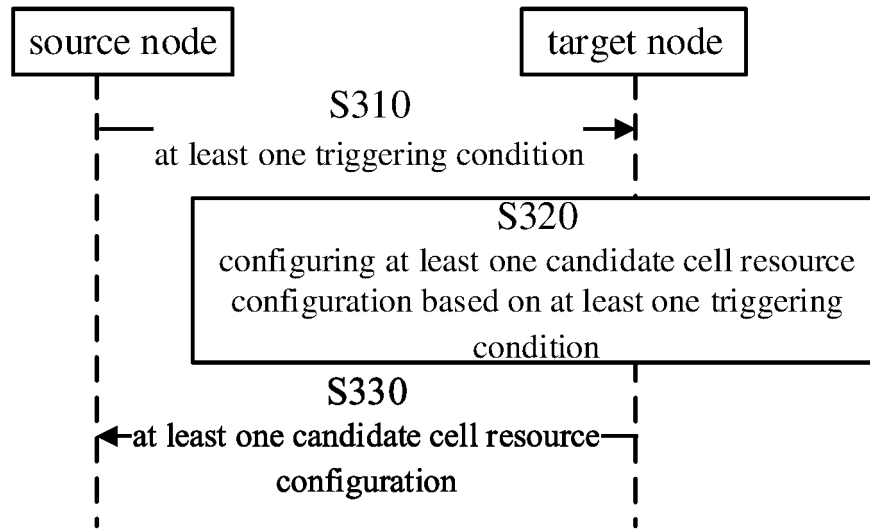 source node
target node
S310
at least one triggering condition
S320
configuring at least one candidate cell resource
configuration based on at least one triggering
condition
S330
at least one candidate cell resource
configuration